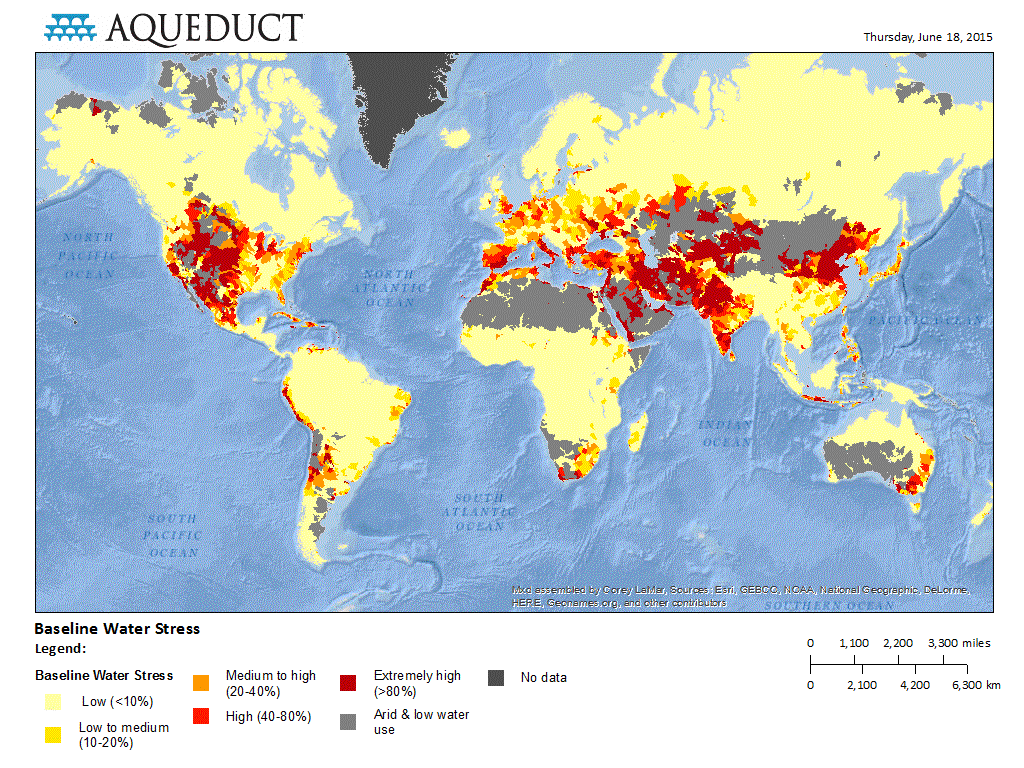 AQUEDUCT
Thursday, June 18, 2015
NORTH
PACIFIC
OCEAN
NORTH
ATLANTIC
OCEAN
PACIFIC OCEAN
INDIAN
OCEAN
SOUTH
PACIFIC
OCEAN
SOUTH
ATLANTIC
OCEAN
Mxd assembled by Corey LaMar, Sources: Esri, GEBCO, NOAA, National Geographic, DeLorme,
HERE, Geonames.org, and other contributors
SOUTHERN OCEAN
Baseline Water Stress
Legend:
Baseline Water Stress
Low (<10%)
Low to medium
(10-20%)
Medium to high
(20-40%)
High (40-80%)
Extremely high
(>80%)
Arid & low water
use
No data
0 1,100 2,200 3,300 miles
0 2,100 4,200 6,300 km